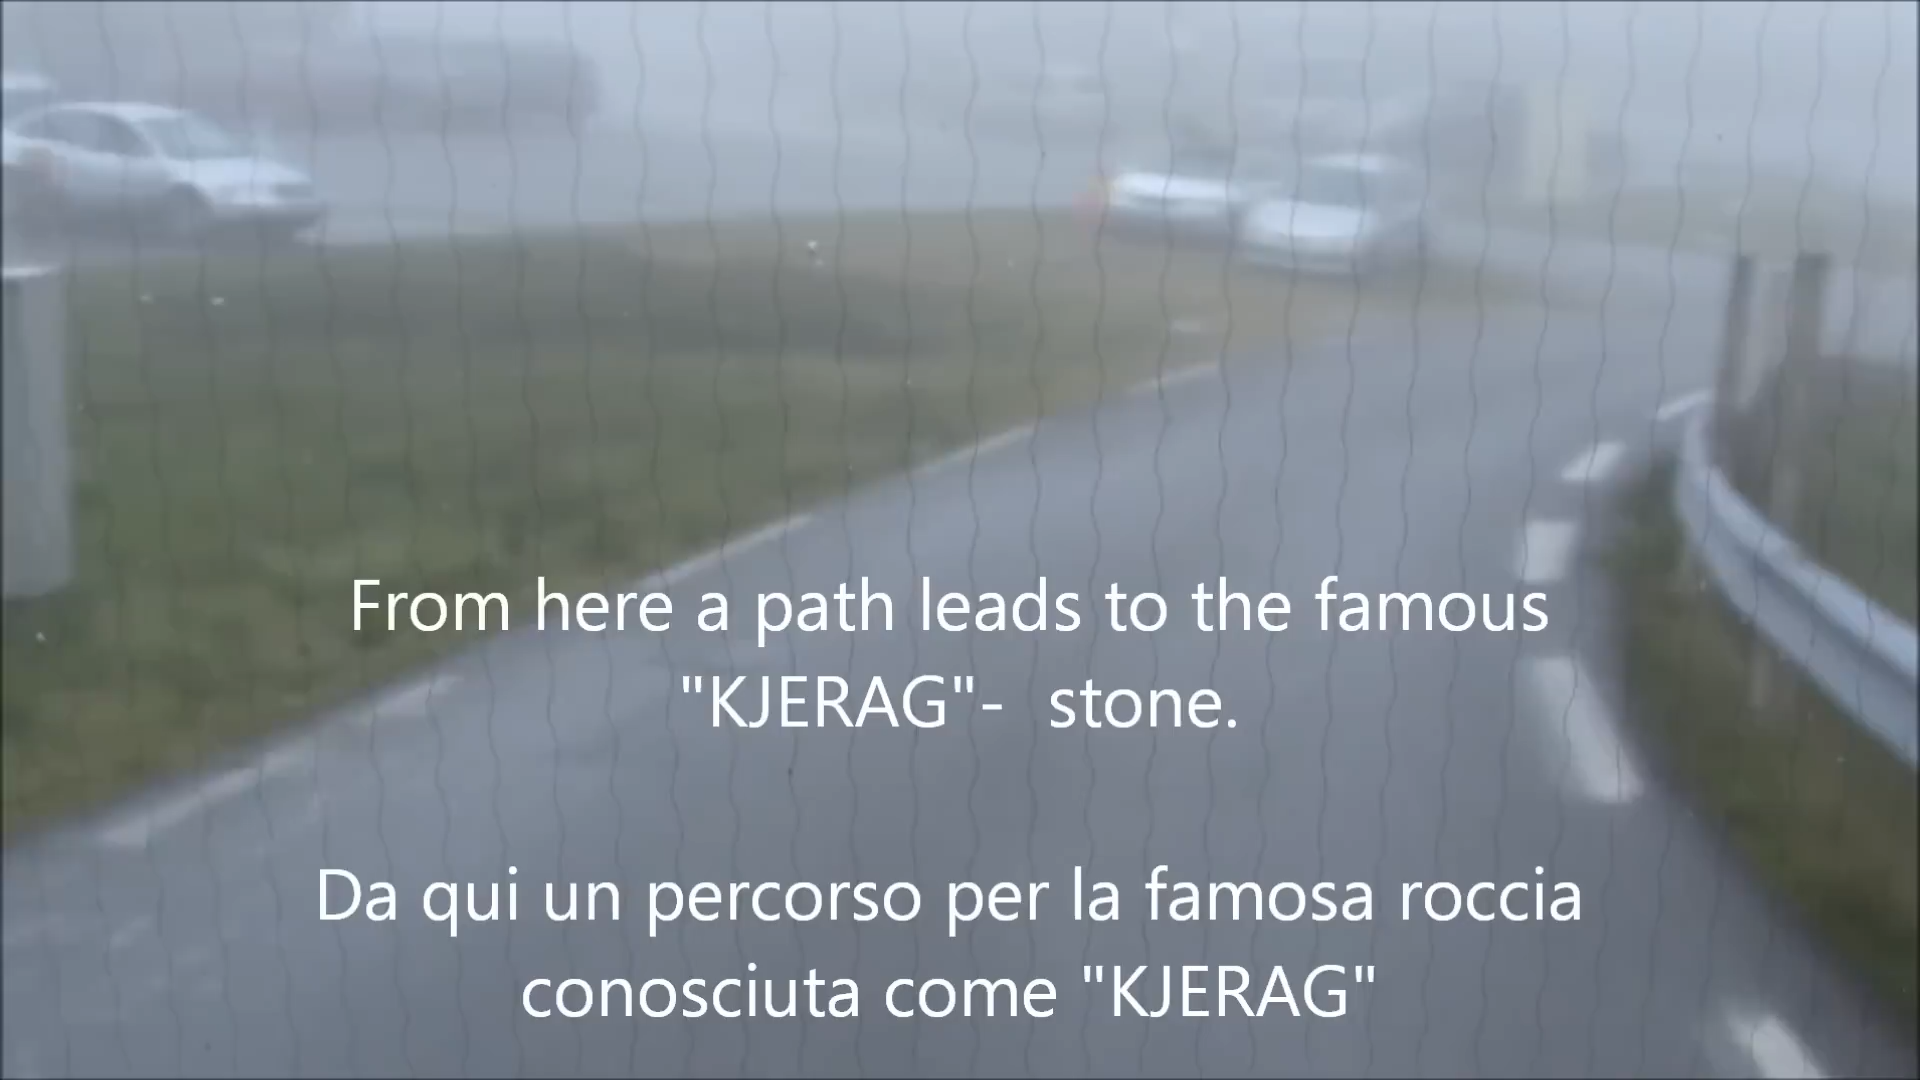 From here a path leads to the famous
"KJERAG"-  stone.
Da qui un percorso per la famosa roccia
conosciuta come "KJERAG"